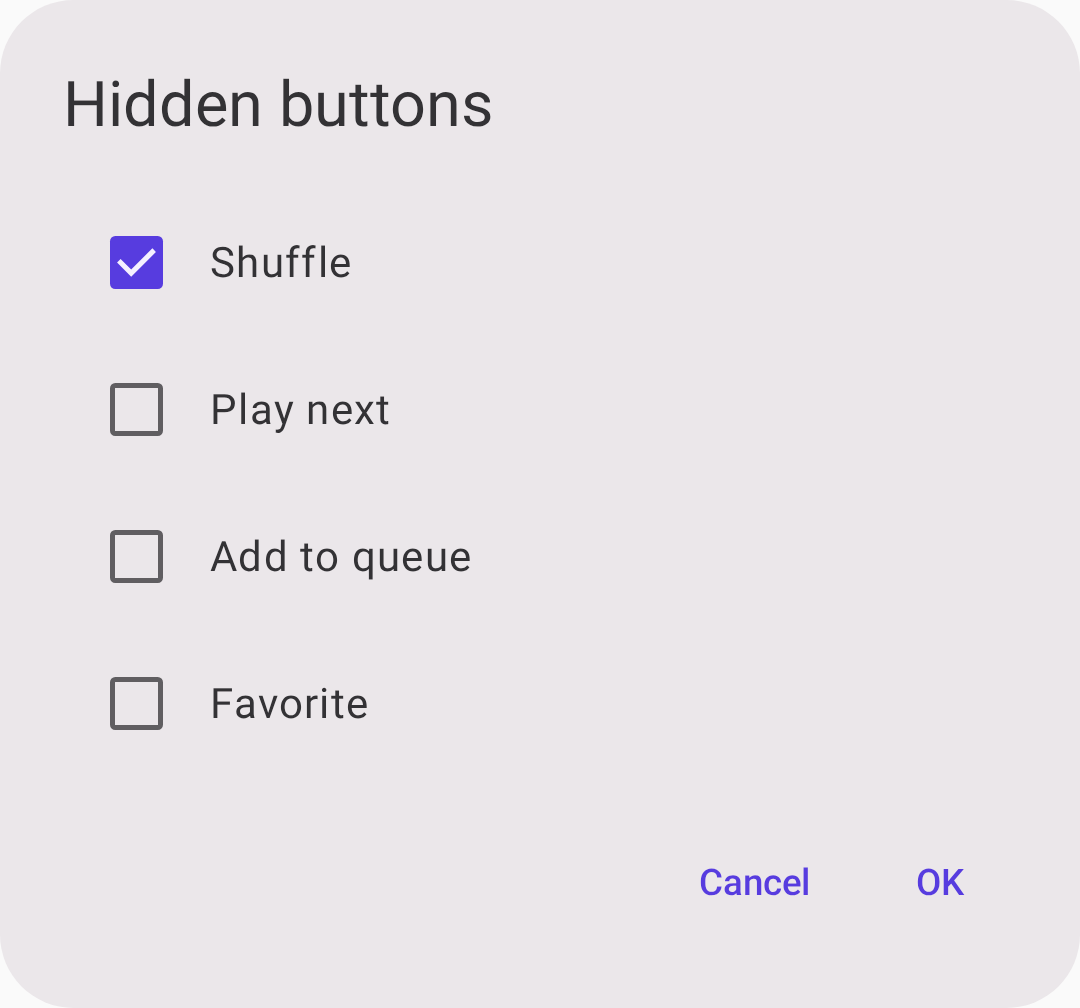 Hidden buttons
Shuffle
Play next
Add to queue
Favorite
Cancel OK